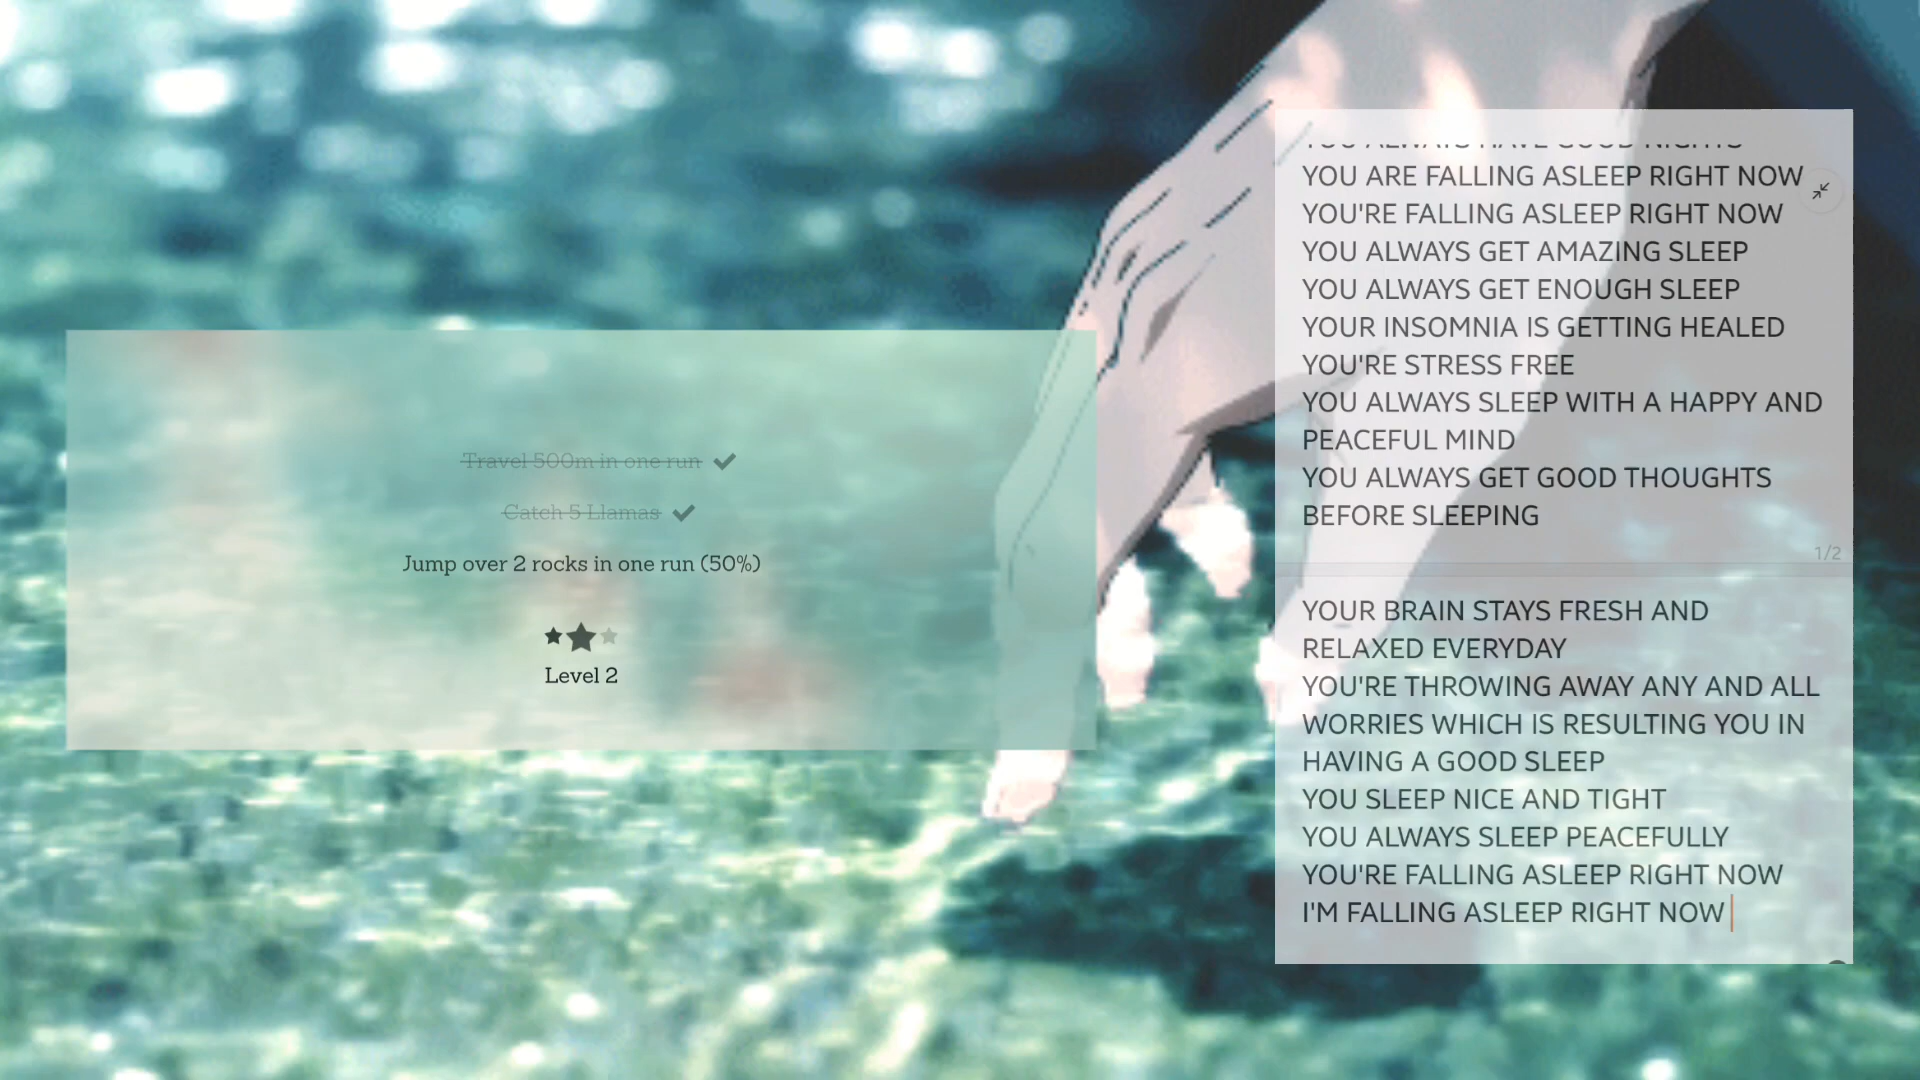 Travel 500m in one run
Catch 5 Llamas
Jump over 2 rocks in one run (50%)
Level 2
YOU ALWAYS HAVE GOOD NIGHTS
YOU ARE FALLING ASLEEP RIGHT NOW
YOU'RE FALLING ASLEEP RIGHT NOW
YOU ALWAYS GET AMAZING SLEEP
YOU ALWAYS GET ENOUGH SLEEP
YOUR INSOMNIA IS GETTING HEALED
YOU'RE STRESS FREE
YOU ALWAYS SLEEP WITH A HAPPY AND
PEACEFUL MIND
YOU ALWAYS GET GOOD THOUGHTS
BEFORE SLEEPING
1/2
YOUR BRAIN STAYS FRESH AND
RELAXED EVERYDAY
YOU'RE THROWING AWAY ANY AND ALL
WORRIES WHICH IS RESULTING YOU IN
HAVING A GOOD SLEEP
YOU SLEEP NICE AND TIGHT
YOU ALWAYS SLEEP PEACEFULLY
YOU'RE FALLING ASLEEP RIGHT NOW
I'M FALLING ASLEEP RIGHT NOW